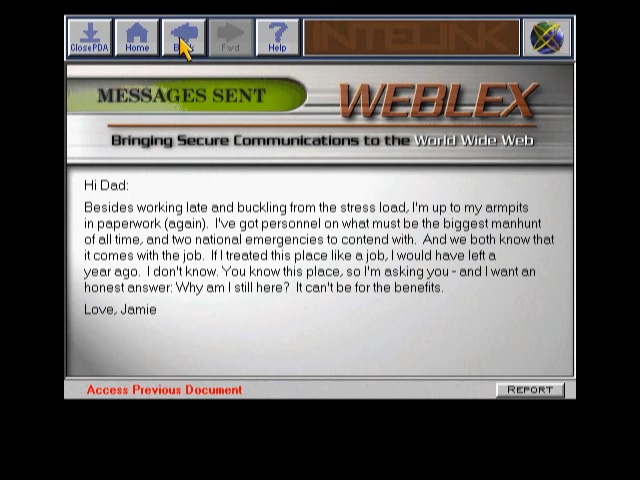 ClosePDA Home Back Fwd Help INTELINK
MESSAGES SENT
WEBLEX
Bringing Secure Communications to the World Wide Web
Hi Dad:
Besides working late and buckling from the stress load, I'm up to my armpits
in paperwork (again). I've got personnel on what must be the biggest manhunt
of all time, and two national emergencies to contend with. And we both know that
it comes with the job. If I treated this place like a job, I would have left a
year ago. I don't know. You know this place, so I'm asking you - and I want an
honest answer: Why am I still here? It can't be for the benefits.
Love, Jamie
Access Previous Document
REPORT